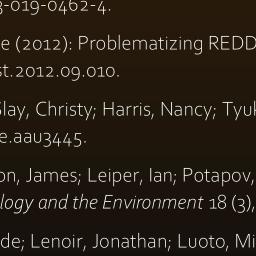 3-019-0462-4.
e (2012): Problematizing REDD
st.2012.09.010.
Slay, Christy; Harris, Nancy; Tyuk
e.aau3445.
on, James; Leiper, Ian; Potapov,
logy and the Environment 18 (3),
de; Lenoir, Jonathan; Luoto, Mi